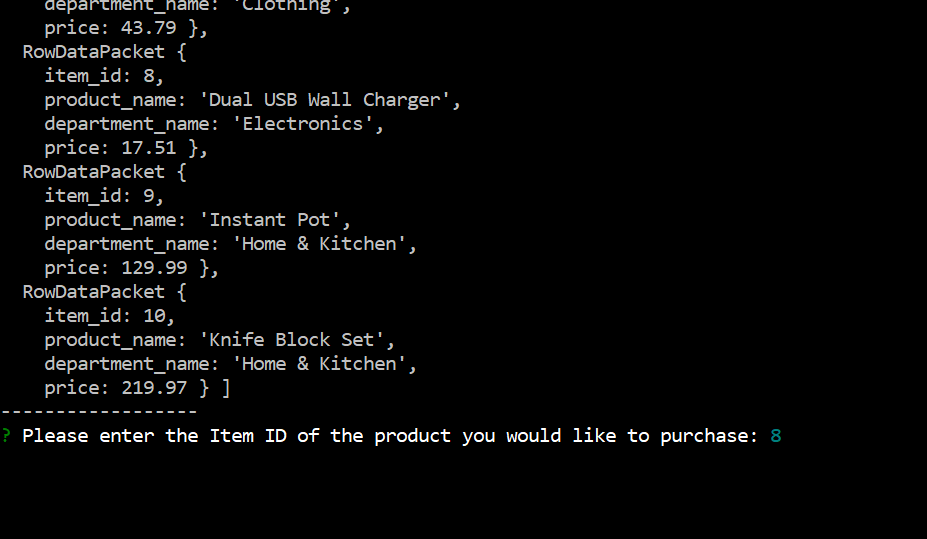 department_name: 'Clothing',
price: 43.79 },
RowDataPacket {
item_id: 8,
product_name: 'Dual USB Wall Charger',
department_name: 'Electronics',
price: 17.51 },
RowDataPacket {
item_id: 9,
product_name: 'Instant Pot',
department_name: 'Home & Kitchen',
price: 129.99 },
RowDataPacket {
item_id: 10,
product_name: 'Knife Block Set',
department_name: 'Home & Kitchen',
price: 219.97 } ]
------------------
? Please enter the Item ID of the product you would like to purchase: 8